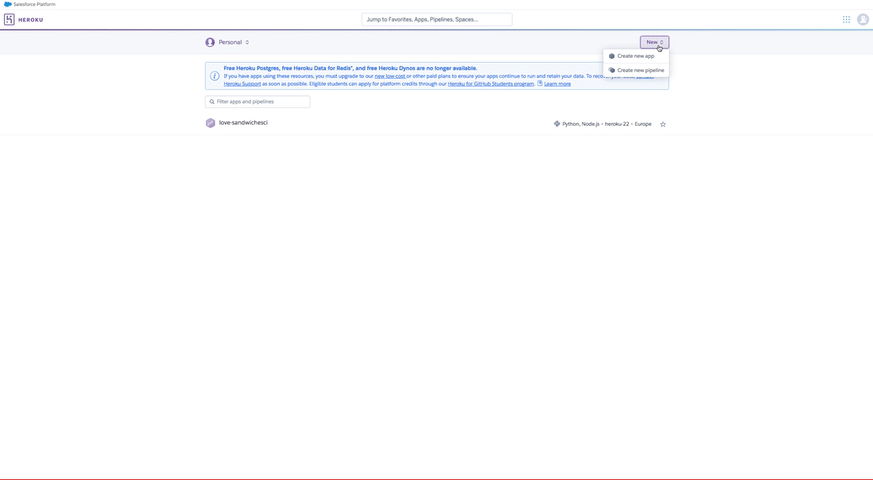 Salesforce Platform
HEROKU
Jump to Favorites, Apps, Pipelines, Spaces...
Personal
New
Create new app
Create new pipeline
Free Heroku Postgres, free Heroku Data for Redis®, and free Heroku Dynos are no longer available.
If you have apps using these resources, you must upgrade to our new low-cost or other paid plans to ensure your apps continue to run and retain your data. To
Heroku Support as soon as possible. Eligible students can apply for platform credits through our Heroku for GitHub Students program. Learn more
Filter apps and pipelines
love-sandwichesci
Python, Node.js • heroku-22 • Europe